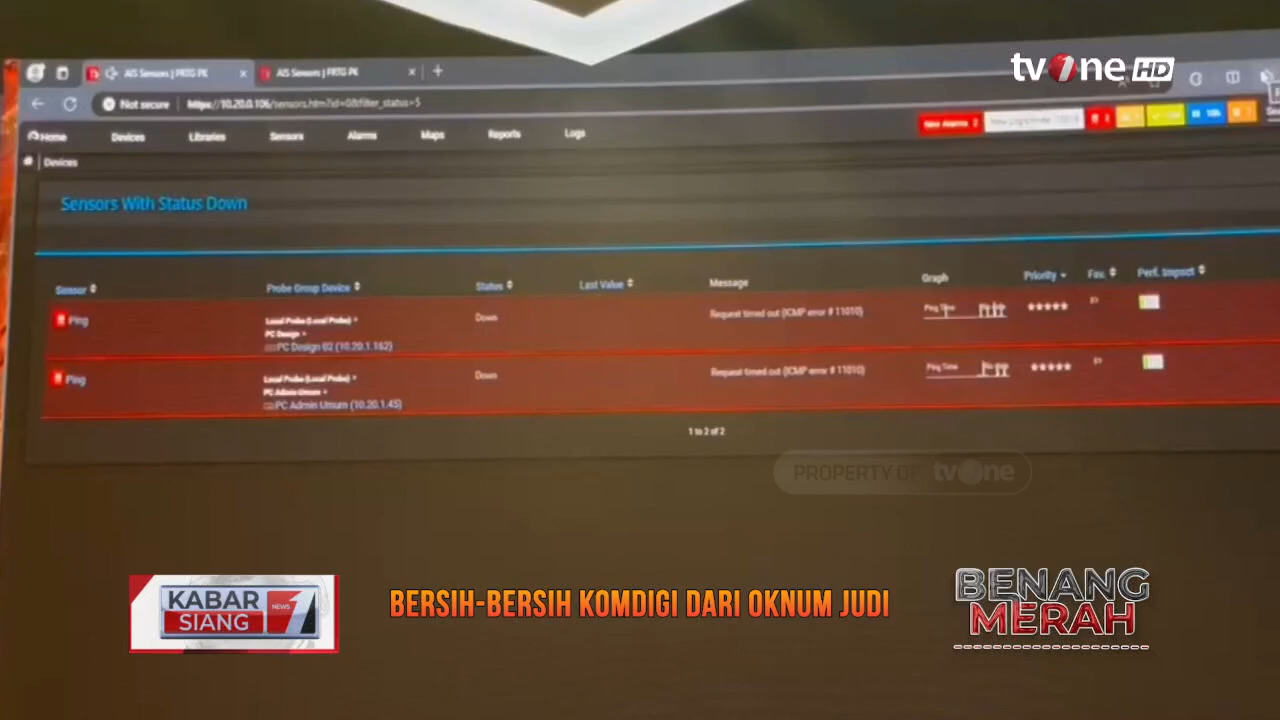 tvOne HD
AIS Sensors | PRTG PK
AIS Sensors | PRTG PK
Not secure
https://10.20.0.106/sensors.htm?id=0&filter_status=5
Home Devices Libraries Sensors Alarms Maps Reports Logs
New Alarms 2
Devices
Sensors With Status Down
Sensor Probe Group Device Status Last Value Message Graph Priority Fav. Perf. Impact
Ping Local Probe (Local Probe) Down Request timed out (ICMP error # 11010) Ping Time
PC Design
PC Design 02 (10.20.1.162)
Ping Local Probe (Local Probe) Down Request timed out (ICMP error # 11010) Ping Time
PC Admin Umum
PC Admin Umum (10.20.1.45)
1 to 2 of 2
PROPERTY OF tvOne
KABAR SIANG NEWS 1
BERSIH-BERSIH KOMDIGI DARI OKNUM JUDI
BENANG MERAH